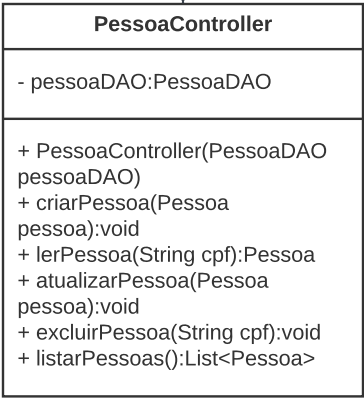 PessoaController
- pessoaDAO:PessoaDAO
+ PessoaController(PessoaDAO
pessoaDAO)
+ criarPessoa(Pessoa
pessoa):void
+ lerPessoa(String cpf):Pessoa
+ atualizarPessoa(Pessoa
pessoa):void
+ excluirPessoa(String cpf):void
+ listarPessoas():List<Pessoa>